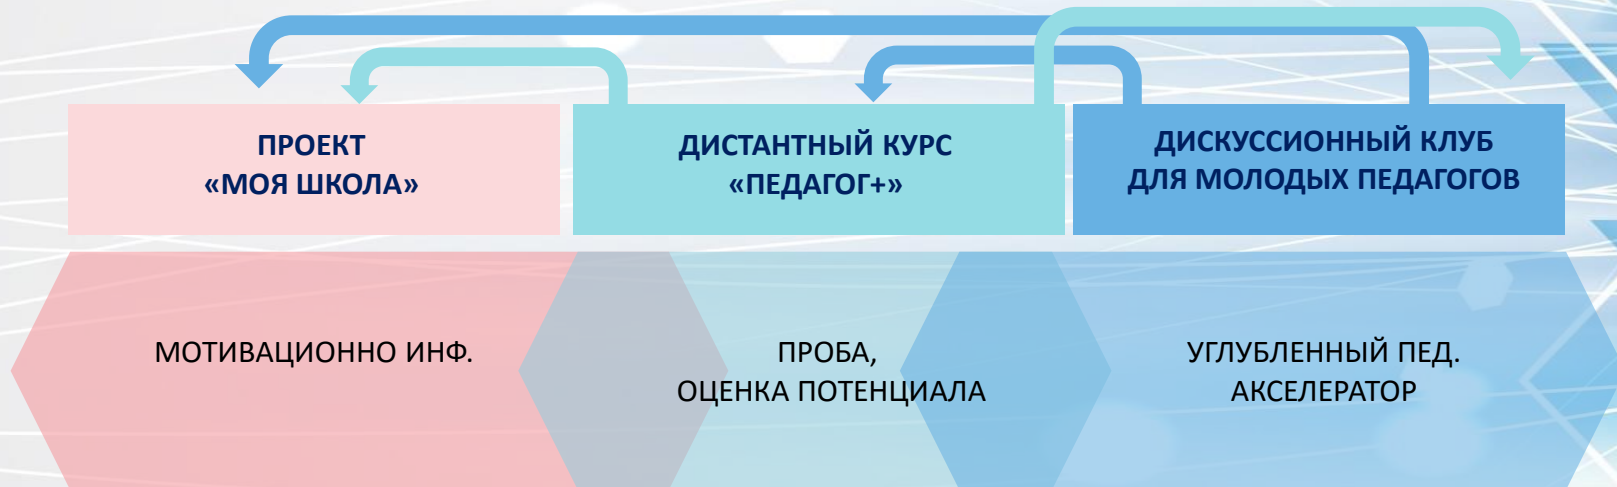 ПРОЕКТ
«МОЯ ШКОЛА»
ДИСТАНТНЫЙ КУРС
«ПЕДАГОГ+»
ДИСКУССИОННЫЙ КЛУБ
ДЛЯ МОЛОДЫХ ПЕДАГОГОВ
МОТИВАЦИОННО ИНФ.
ПРОБА,
ОЦЕНКА ПОТЕНЦИАЛА
УГЛУБЛЕННЫЙ ПЕД.
АКСЕЛЕРАТОР